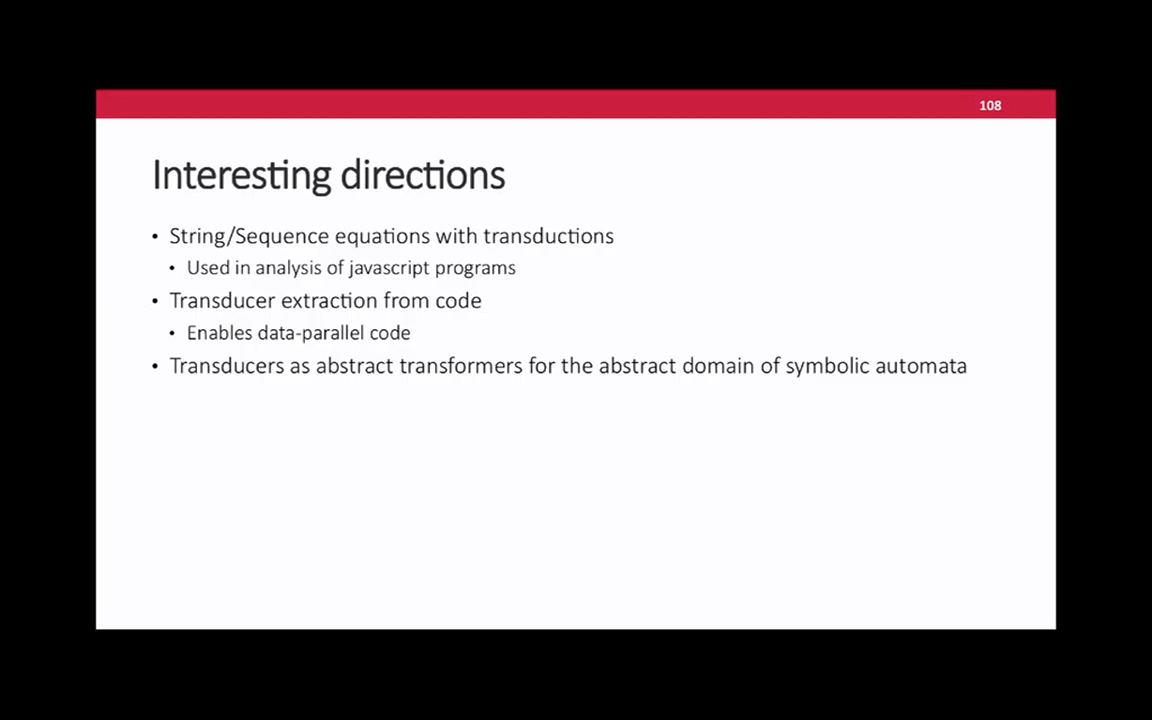 108
Interesting directions
• String/Sequence equations with transductions
• Used in analysis of javascript programs
• Transducer extraction from code
• Enables data-parallel code
• Transducers as abstract transformers for the abstract domain of symbolic automata